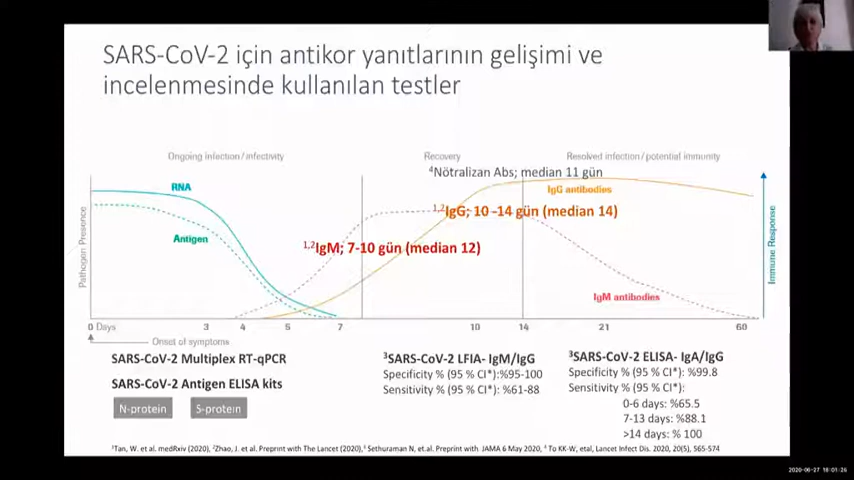 SARS-CoV-2 için antikor yanıtlarının gelişimi ve
incelenmesinde kullanılan testler
Ongoing infection/infectivity
Recovery
Resolved infection/potential immunity
⁴Nötralizan Abs; median 11 gün
RNA
IgG antibodies
¹,²IgG; 10 -14 gün (median 14)
Antigen
¹,²IgM; 7-10 gün (median 12)
IgM antibodies
Pathogen Presence
Immune Response
0 Days 3 4 5 7 10 14 21 60
Onset of symptoms
SARS-CoV-2 Multiplex RT-qPCR
SARS-CoV-2 Antigen ELISA kits
N-protein S-protein
³SARS-CoV-2 LFIA- IgM/IgG
Specificity % (95 % CI*):%95-100
Sensitivity % (95 % CI*): %61-88
³SARS-CoV-2 ELISA- IgA/IgG
Specificity % (95 % CI*): %99.8
Sensitivity % (95 % CI*):
0-6 days: %65.5
7-13 days: %88.1
>14 days: % 100
¹Tan, W. et al. medRxiv (2020), ²Zhao, J. et al. Preprint with The Lancet (2020),³ Sethuraman N, et.al. Preprint with JAMA 6 May 2020, ⁴ To KK-W, etal, Lancet Infect Dis. 2020, 20(5), 565-574
2020-06-27 18:01:26